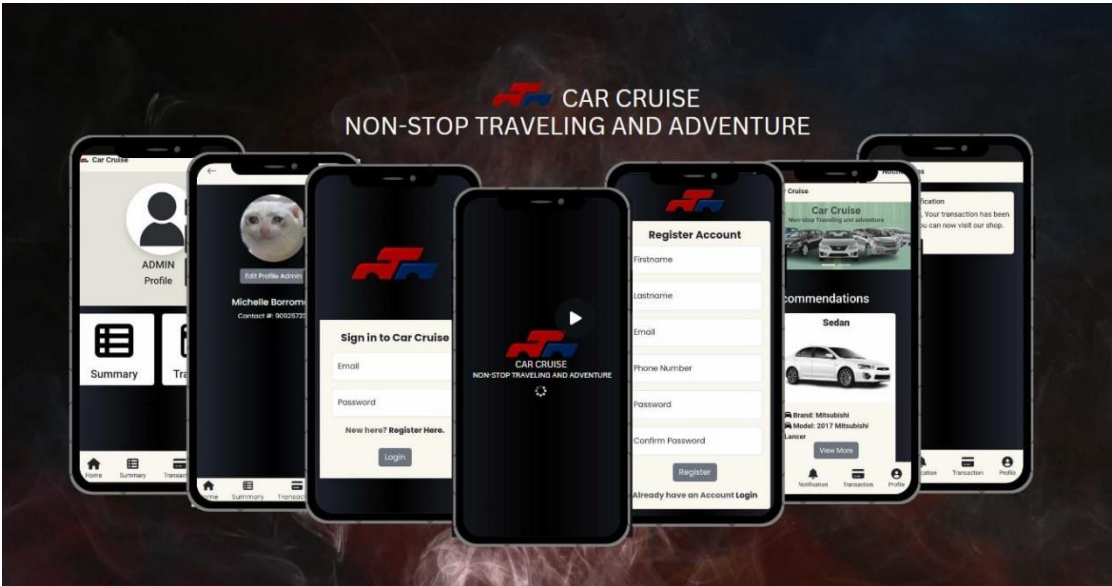 CAR CRUISE
NON-STOP TRAVELING AND ADVENTURE
Car Cruise
ADMIN
Profile
Summary
Home
Summary
Edit Profile Admin
Michelle
Contact #:
Summary
Sign in to Car Cruise
Email
Password
New here? Register Here.
Login
CAR CRUISE
NON-STOP TRAVELING AND ADVENTURE
Register Account
Firstname
Lastname
Email
Phone Number
Password
Confirm Password
Register
Already have an Account Login
Cruise
Car Cruise
Non-stop Traveling and adventure
commendations
Sedan
Brand: Mitsubishi
Model: 2017 Mitsubishi
Lancer
View More
Notification
Transaction
Profile
Your transaction has been
can now visit our shop.
Transaction
Profile